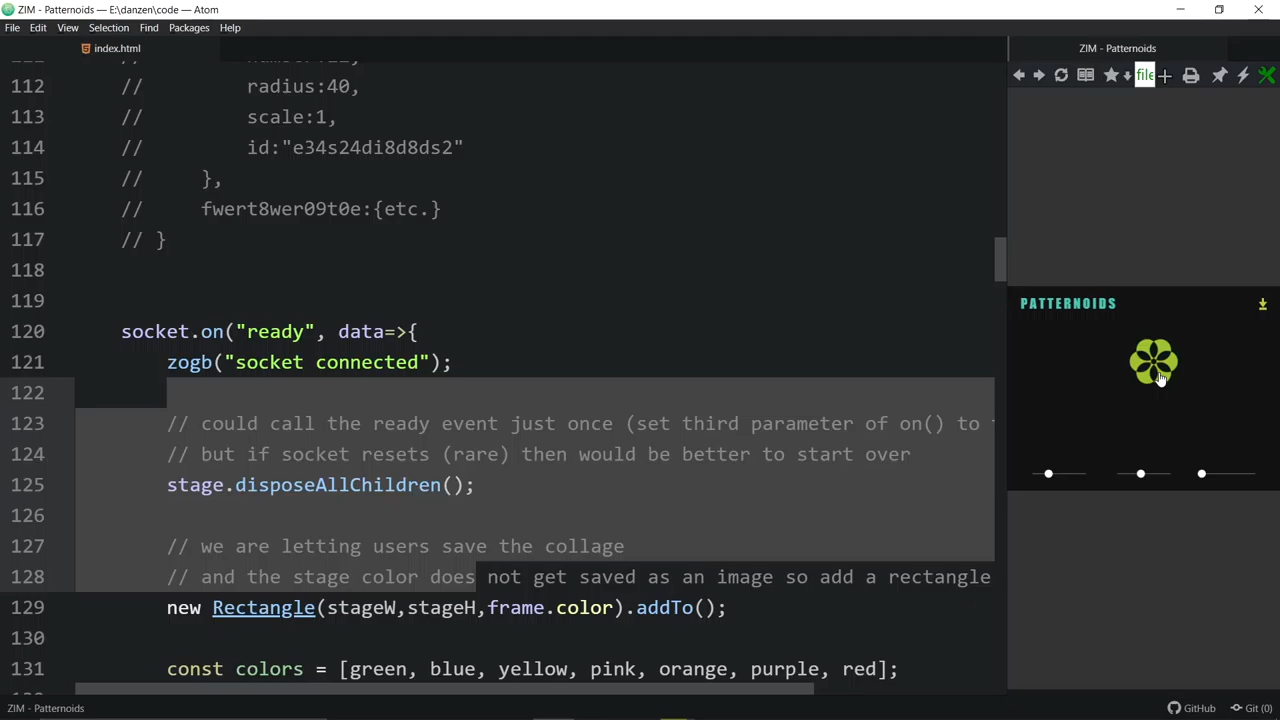 ZIM - Patternoids — E:\danzen\code — Atom
File Edit View Selection Find Packages Help
index.html
ZIM - Patternoids
file
112 // radius:40,
113 // scale:1,
114 // id:"e34s24di8d8ds2"
115 // },
116 // fwert8wer09t0e:{etc.}
117 // }
118
119
120 socket.on("ready", data=>{
121 zogb("socket connected");
122
123 // could call the ready event just once (set third parameter of on() to
124 // but if socket resets (rare) then would be better to start over
125 stage.disposeAllChildren();
126
127 // we are letting users save the collage
128 // and the stage color does not get saved as an image so add a rectangle
129 new Rectangle(stageW,stageH,frame.color).addTo();
130
131 const colors = [green, blue, yellow, pink, orange, purple, red];
PATTERNOIDS
ZIM - Patternoids
GitHub Git (0)